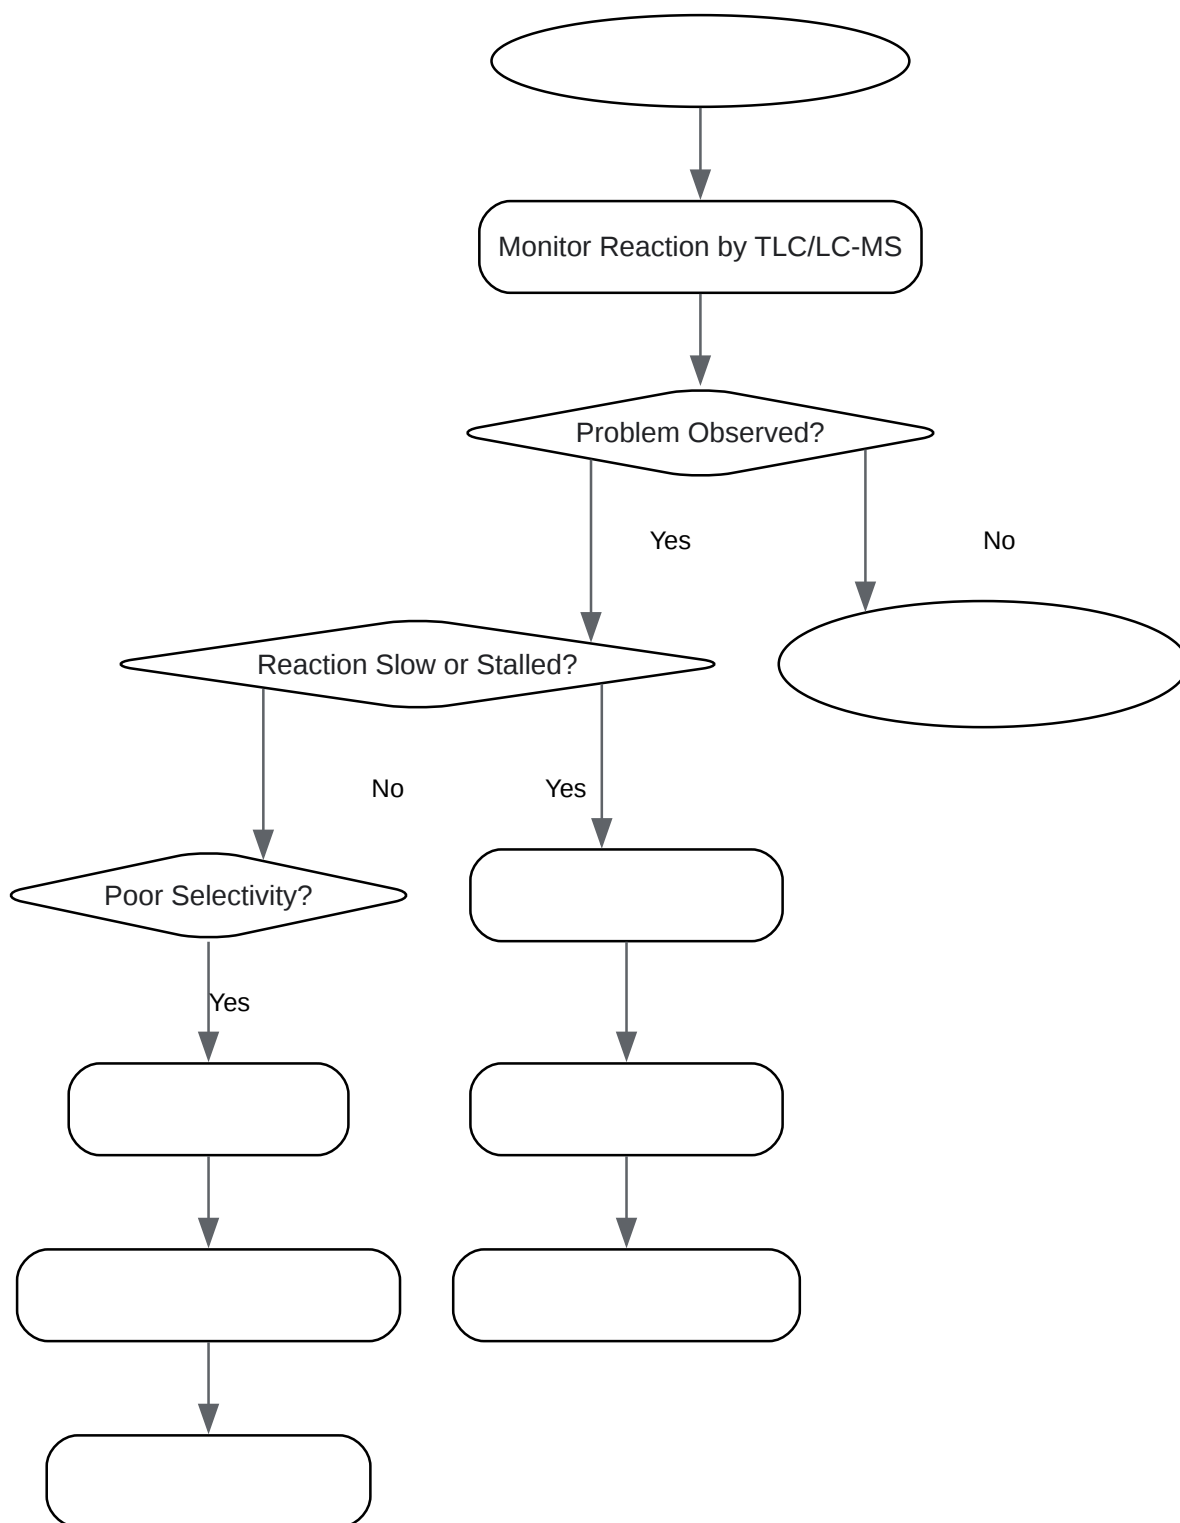 Monitor Reaction by TLC/LC-MS
Problem Observed?
Yes
No
Reaction Slow or Stalled?
No
Yes
Poor Selectivity?
Yes